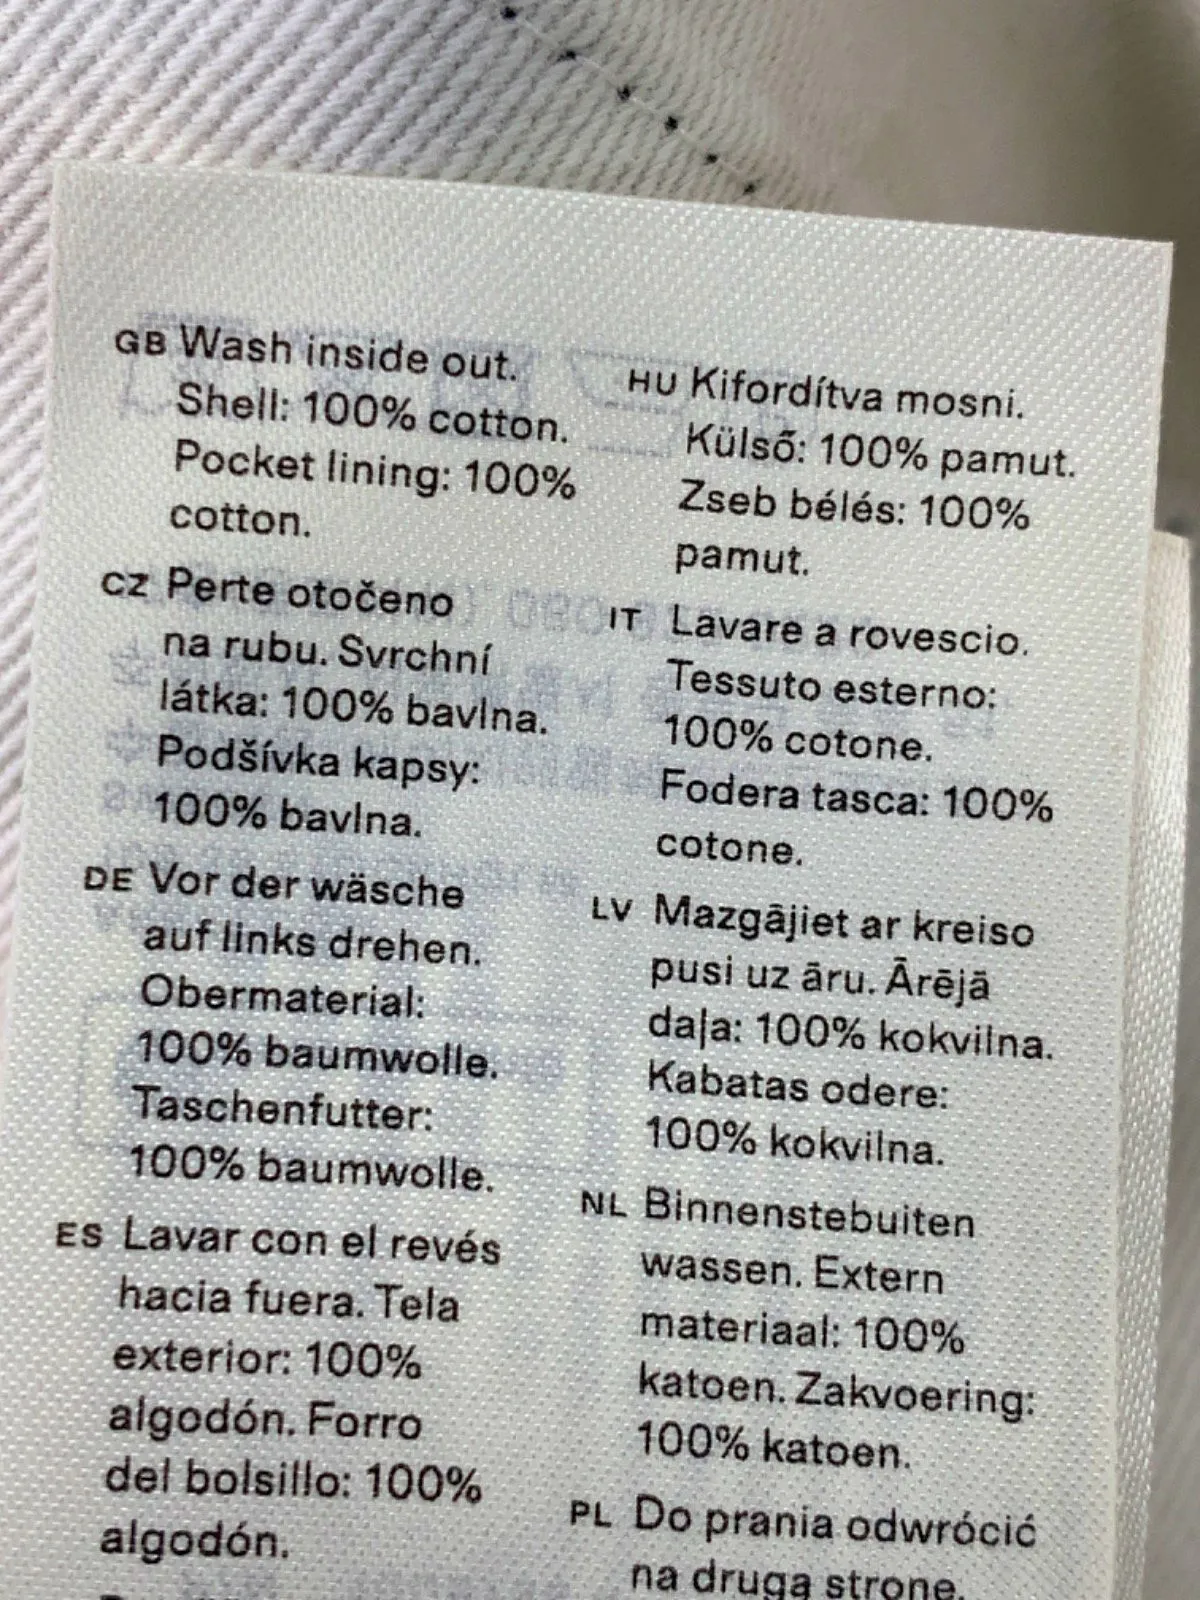 GB Wash inside out.
Shell: 100% cotton.
Pocket lining: 100%
cotton.
CZ Perte otočeno
na rubu. Svrchní
látka: 100% bavlna.
Podšívka kapsy:
100% bavlna.
DE Vor der wäsche
auf links drehen.
Obermaterial:
100% baumwolle.
Taschenfutter:
100% baumwolle.
ES Lavar con el revés
hacia fuera. Tela
exterior: 100%
algodón. Forro
del bolsillo: 100%
algodón.
HU Kifordítva mosni.
Külső: 100% pamut.
Zseb bélés: 100%
pamut.
IT Lavare a rovescio.
Tessuto esterno:
100% cotone.
Fodera tasca: 100%
cotone.
LV Mazgājiet ar kreiso
pusi uz āru. Ārējā
daļa: 100% kokvilna.
Kabatas odere:
100% kokvilna.
NL Binnenstebuiten
wassen. Extern
materiaal: 100%
katoen. Zakvoering:
100% katoen.
PL Do prania odwrócić
na drugą stronę.